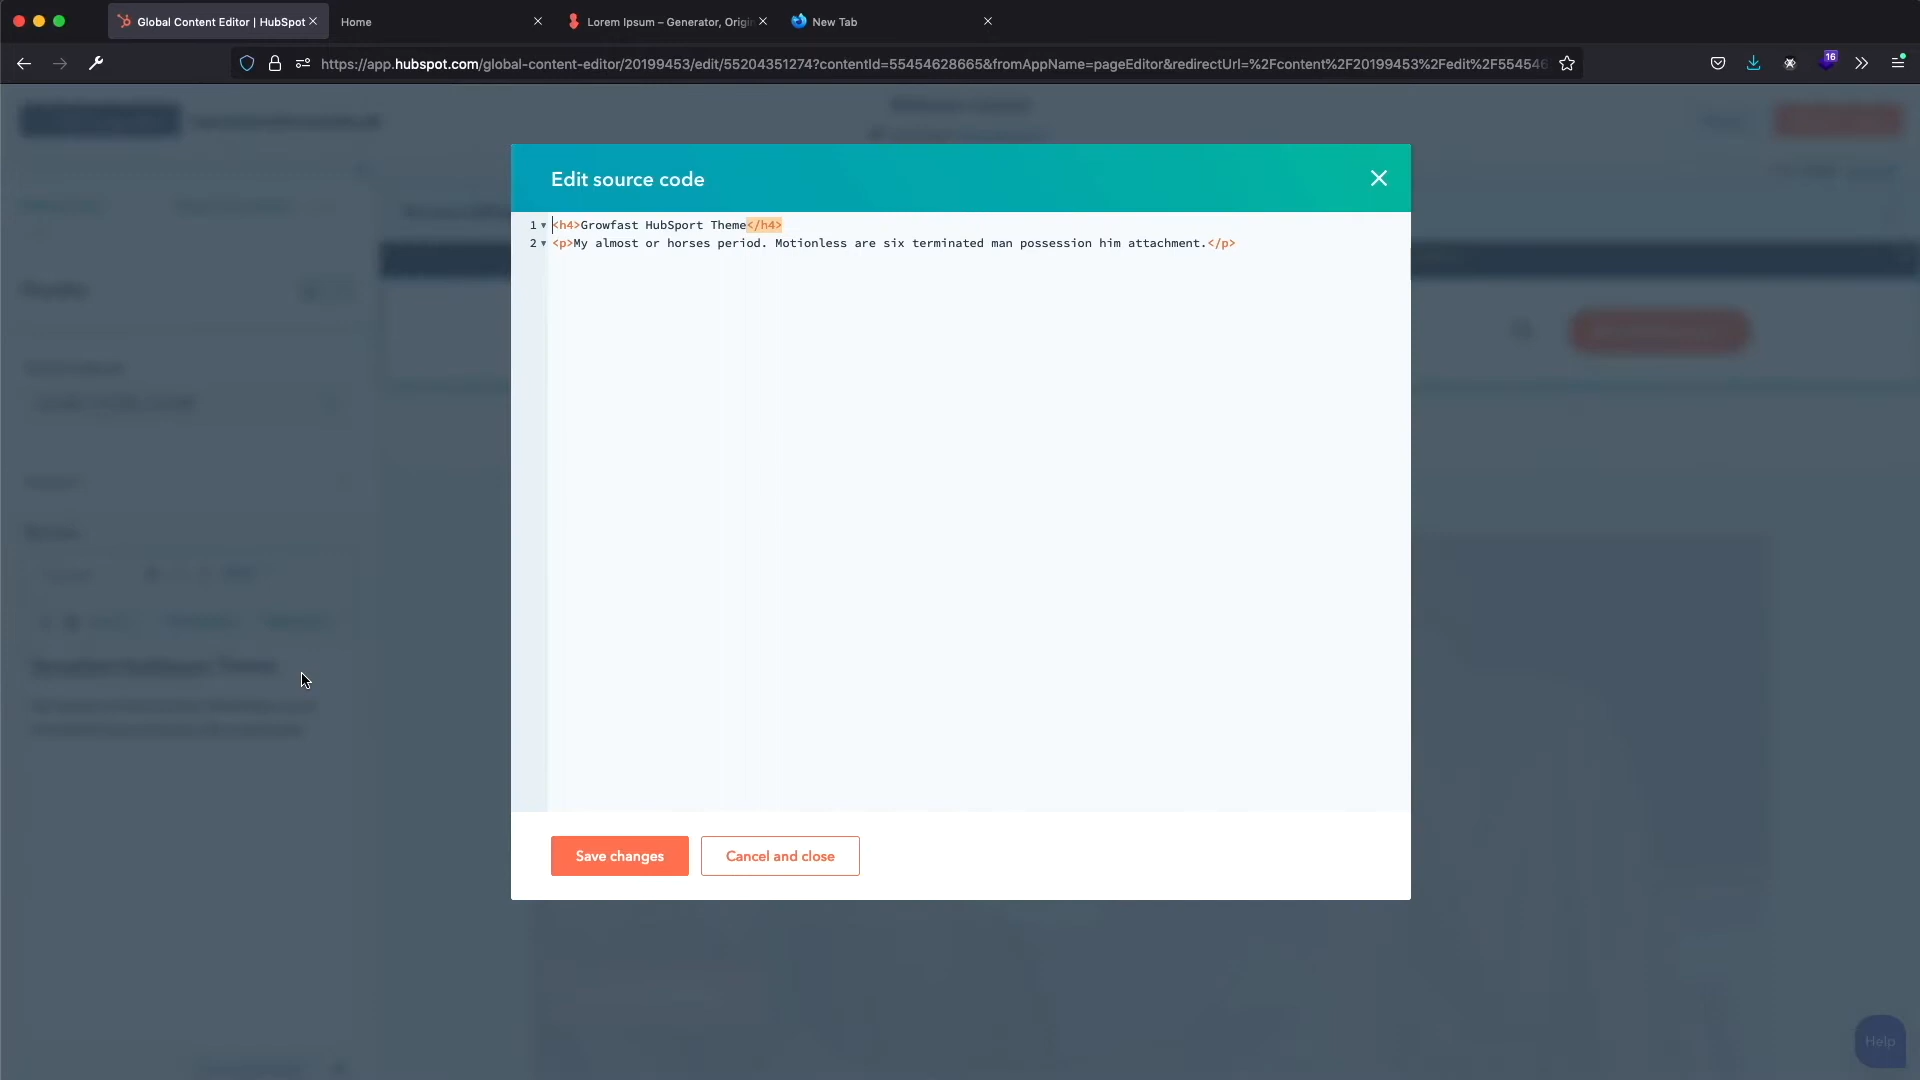 Global Content Editor | HubSpot
Home
Lorem Ipsum – Generator, Origi
New Tab
https://app.hubspot.com/global-content-editor/20199453/edit/55204351274?contentId=55454628665&fromAppName=pageEditor&redirectUrl=%2Fcontent%2F20199453%2Fedit%2F555454
16
Edit source code
1 <h4>Growfast HubSport Theme</h4>
2 <p>My almost or horses period. Motionless are six terminated man possession him attachment.</p>
Save changes
Cancel and close
Help